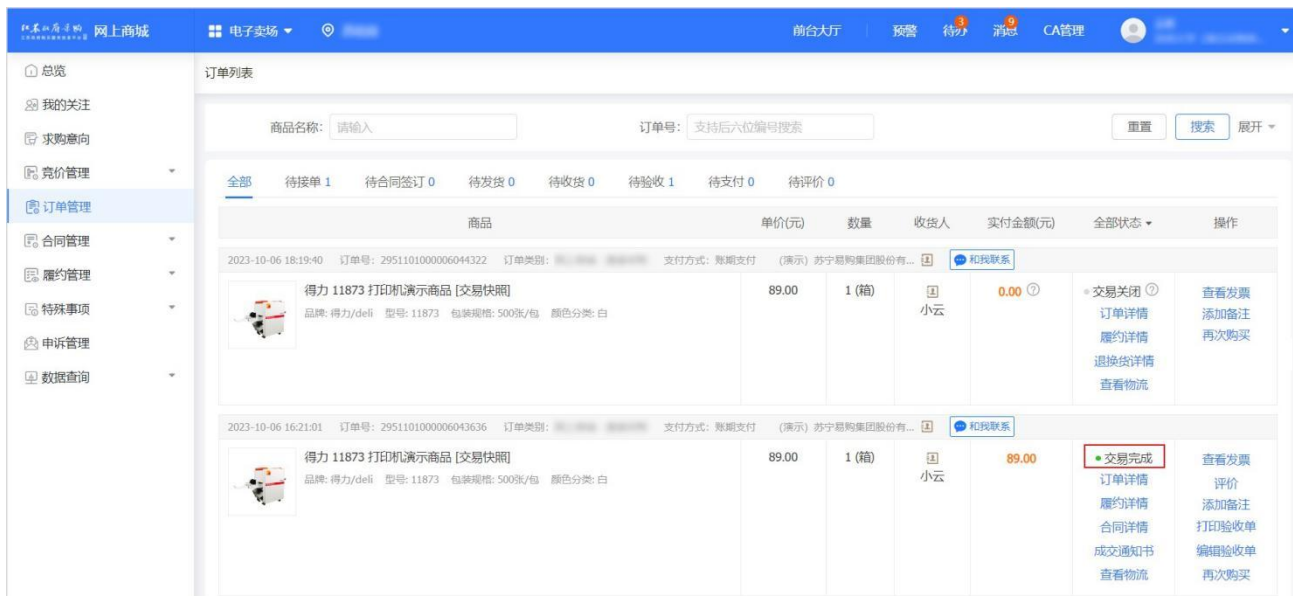 网上商城 电子卖场 前台大厅 预警 待办 3 消息 9 CA管理
总览
我的关注
求购意向
竞价管理
订单管理
合同管理
履约管理
特殊事项
申诉管理
数据查询
订单列表
商品名称: 请输入 订单号: 支持后六位编号搜索 重置 搜索 展开
全部 待接单 1 待合同签订 0 待发货 0 待收货 0 待验收 1 待支付 0 待评价 0
商品 单价(元) 数量 收货人 实付金额(元) 全部状态 操作
2023-10-06 18:19:40 订单号: 2951101000006044322 订单类别: 支付方式: 账期支付 (演示) 苏宁易购集团股份有... 和我联系
得力 11873 打印机演示商品 [交易快照] 89.00 1 (箱) 0.00 交易关闭 查看发票
品牌: 得力/deli 型号: 11873 包装规格: 500张/包 颜色分类: 白 小云 订单详情 添加备注
履约详情 再次购买
退换货详情
查看物流
2023-10-06 16:21:01 订单号: 2951101000006043636 订单类别: 支付方式: 账期支付 (演示) 苏宁易购集团股份有... 和我联系
得力 11873 打印机演示商品 [交易快照] 89.00 1 (箱) 89.00 交易完成 查看发票
品牌: 得力/deli 型号: 11873 包装规格: 500张/包 颜色分类: 白 小云 订单详情 评价
履约详情 添加备注
合同详情 打印验收单
成交通知书 编辑验收单
查看物流 再次购买